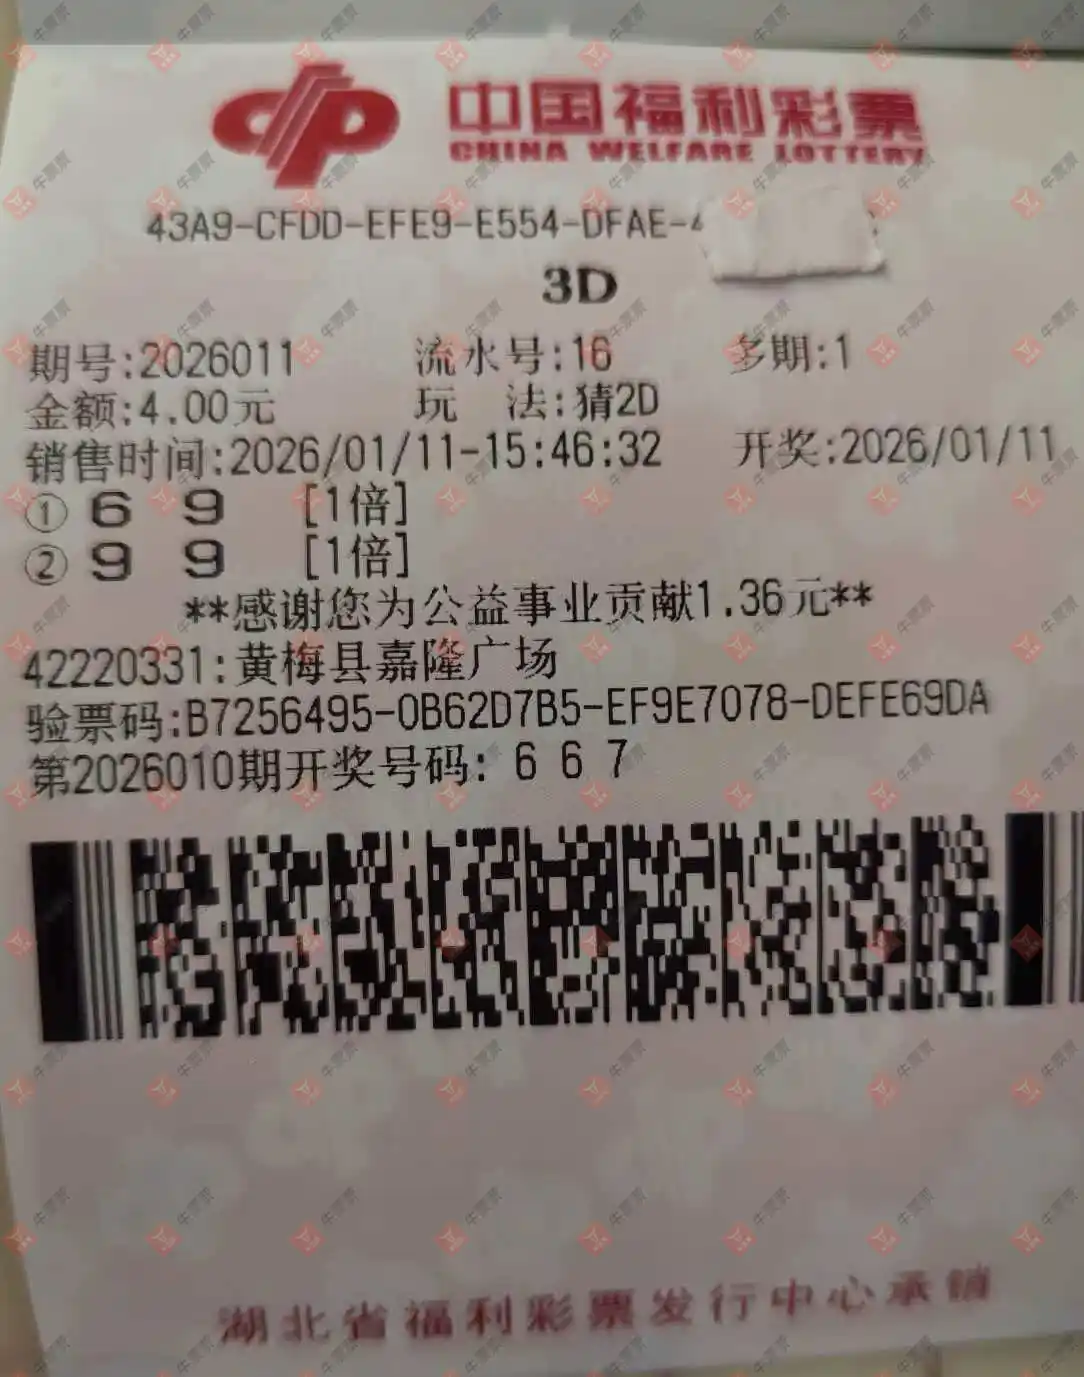 中国福利彩票
CHINA WELFARE LOTTERY
43A9-CFDD-EFE9-E554-DFAE-4
3D
期号:2026011 流水号:16 多期:1
金额:4.00元 玩 法:猜2D
销售时间:2026/01/11-15:46:32 开奖:2026/01/11
① 6 9 [1倍]
② 9 9 [1倍]
**感谢您为公益事业贡献1.36元**
42220331:黄梅县嘉隆广场
验票码:B7256495-0B62D7B5-EF9E7078-DEFE69DA
第2026010期开奖号码: 6 6 7
湖北省福利彩票发行中心承销
牛票票